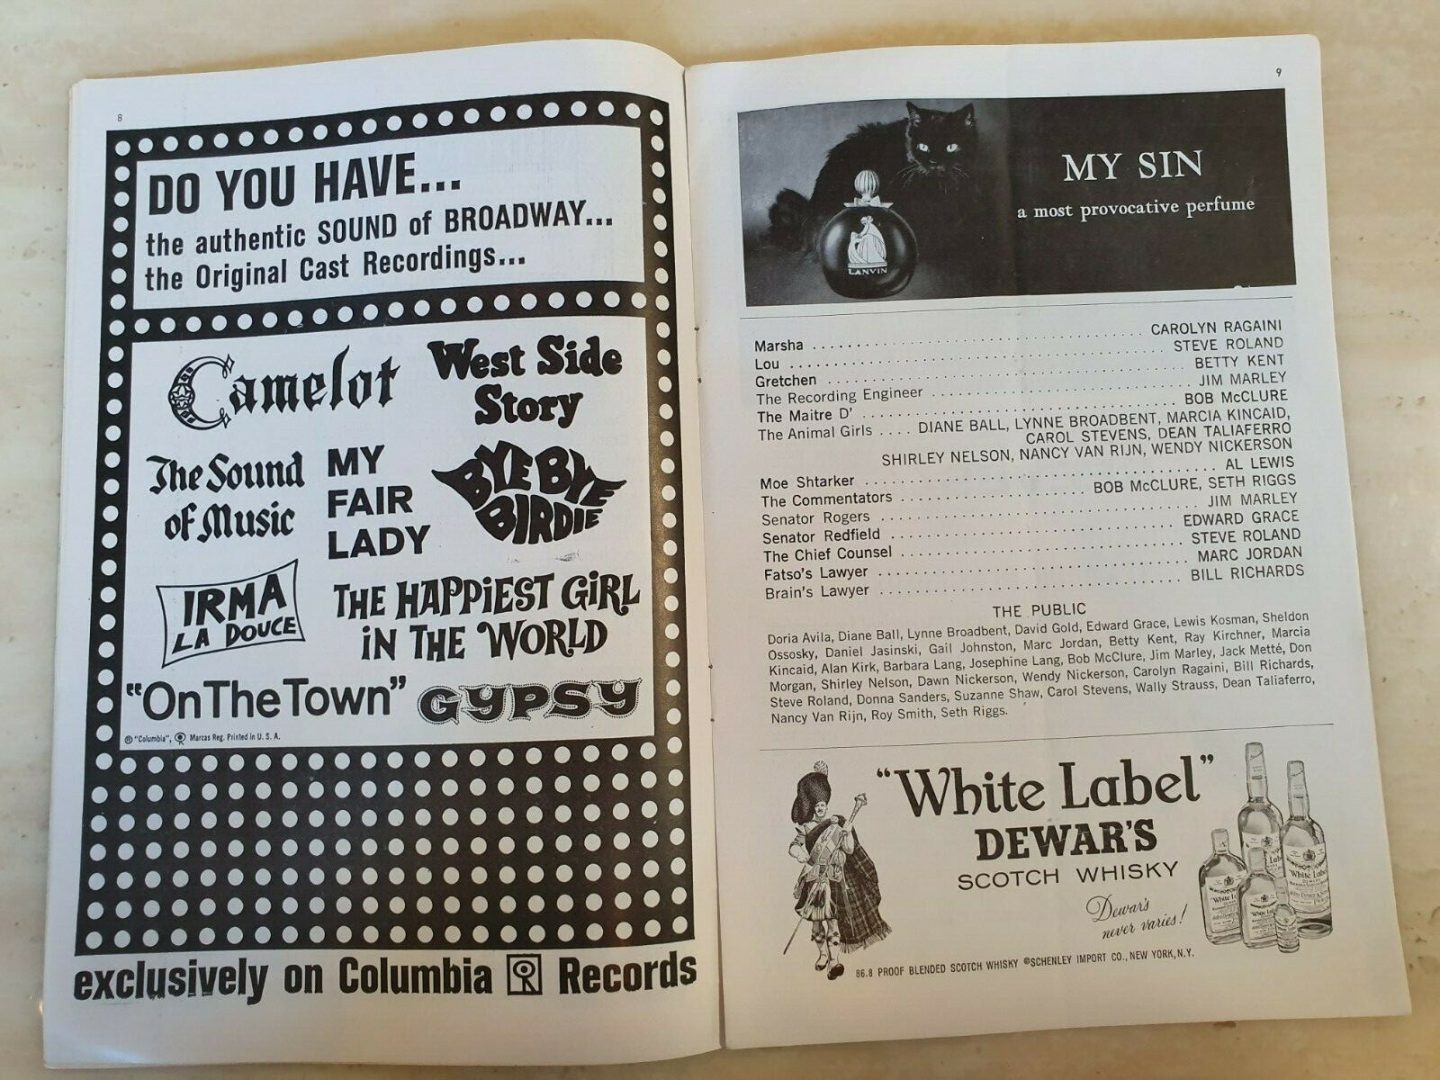 8
DO YOU HAVE...
the authentic SOUND of BROADWAY...
the Original Cast Recordings...
Camelot
West Side
Story
The Sound
of Music
MY
FAIR
LADY
BYE BYE
BIRDIE
IRMA
LA DOUCE
THE HAPPiEST GiRL
iN THE WORLD
"On The Town"
GYPSY
® "Columbia", Marcas Reg. Printed in U. S. A.
exclusively on Columbia Records
9
MY SIN
a most provocative perfume
LANVIN
Marsha . . . . . . . . . . . . . . . . . . . . CAROLYN RAGAINI
Lou . . . . . . . . . . . . . . . . . . . . STEVE ROLAND
Gretchen . . . . . . . . . . . . . . . . . . . . BETTY KENT
The Recording Engineer . . . . . . . . . . . . . . . . . . . . JIM MARLEY
The Maitre D' . . . . . . . . . . . . . . . . . . . . BOB McCLURE
The Animal Girls . . . . DIANE BALL, LYNNE BROADBENT, MARCIA KINCAID,
CAROL STEVENS, DEAN TALIAFERRO
SHIRLEY NELSON, NANCY VAN RIJN, WENDY NICKERSON
Moe Shtarker . . . . . . . . . . . . . . . . . . . . AL LEWIS
The Commentators . . . . . . . . . . . . . . . . . . . . BOB McCLURE, SETH RIGGS
Senator Rogers . . . . . . . . . . . . . . . . . . . . JIM MARLEY
Senator Redfield . . . . . . . . . . . . . . . . . . . . EDWARD GRACE
The Chief Counsel . . . . . . . . . . . . . . . . . . . . STEVE ROLAND
Fatso's Lawyer . . . . . . . . . . . . . . . . . . . . MARC JORDAN
Brain's Lawyer . . . . . . . . . . . . . . . . . . . . BILL RICHARDS
THE PUBLIC
Doria Avila, Diane Ball, Lynne Broadbent, David Gold, Edward Grace, Lewis Kosman, Sheldon
Ossosky, Daniel Jasinski, Gail Johnston, Marc Jordan, Betty Kent, Ray Kirchner, Marcia
Kincaid, Alan Kirk, Barbara Lang, Josephine Lang, Bob McClure, Jim Marley, Jack Metté, Don
Morgan, Shirley Nelson, Dawn Nickerson, Wendy Nickerson, Carolyn Ragaini, Bill Richards,
Steve Roland, Donna Sanders, Suzanne Shaw, Carol Stevens, Wally Strauss, Dean Taliaferro,
Nancy Van Rijn, Roy Smith, Seth Riggs.
"White Label"
DEWAR'S
SCOTCH WHISKY
Dewar's
never varies!
White Label
86.8 PROOF BLENDED SCOTCH WHISKY ©SCHENLEY IMPORT CO., NEW YORK, N.Y.